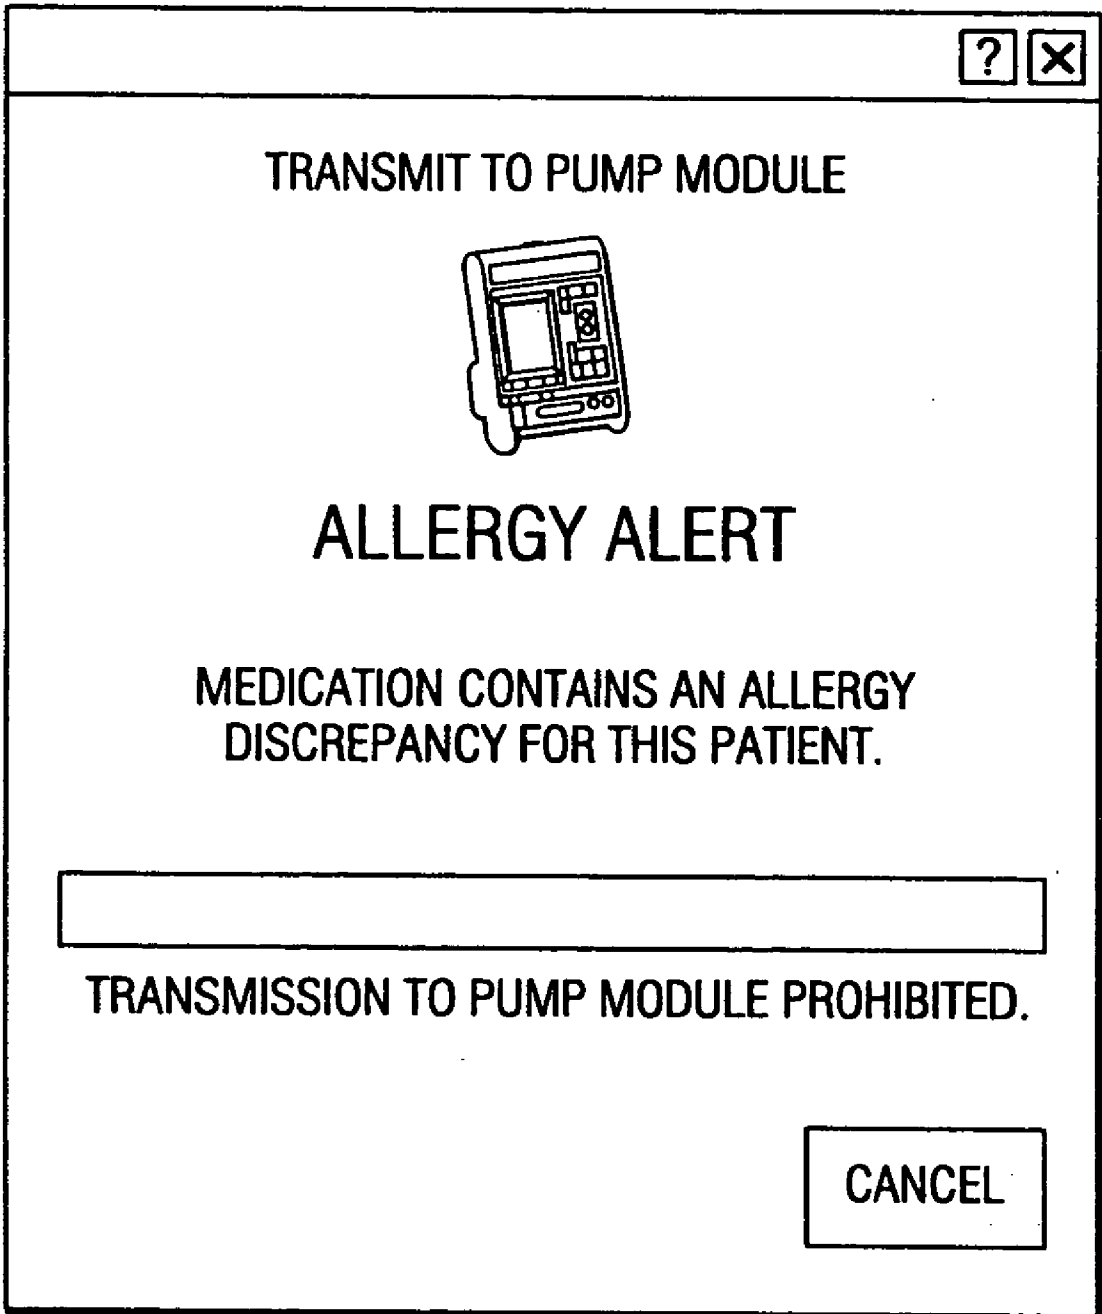 ?
TRANSMIT TO PUMP MODULE
ALLERGY ALERT
MEDICATION CONTAINS AN ALLERGY
DISCREPANCY FOR THIS PATIENT.
TRANSMISSION TO PUMP MODULE PROHIBITED.
CANCEL